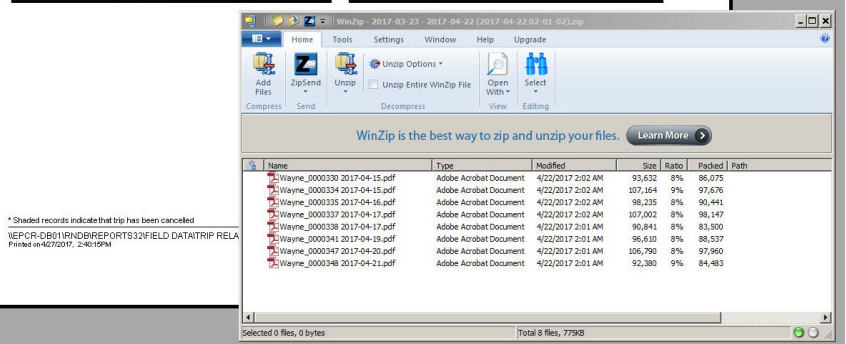 WinZip - 2017-03-23 - 2017-04-22 (2017-04-22 02-01-02).zip
Home Tools Settings Window Help Upgrade
Add Files
ZipSend
Unzip
Unzip Options
Unzip Entire WinZip File
Open With
Select
Compress Send Decompress View Editing
WinZip is the best way to zip and unzip your files. Learn More
Name Type Modified Size Ratio Packed Path
Wayne_0000330 2017-04-15.pdf Adobe Acrobat Document 4/22/2017 2:02 AM 93,632 8% 86,075
Wayne_0000334 2017-04-15.pdf Adobe Acrobat Document 4/22/2017 2:02 AM 107,164 9% 97,676
Wayne_0000335 2017-04-16.pdf Adobe Acrobat Document 4/22/2017 2:02 AM 98,235 8% 90,441
Wayne_0000337 2017-04-17.pdf Adobe Acrobat Document 4/22/2017 2:02 AM 107,002 8% 98,147
Wayne_0000338 2017-04-17.pdf Adobe Acrobat Document 4/22/2017 2:01 AM 90,841 8% 83,500
Wayne_0000341 2017-04-19.pdf Adobe Acrobat Document 4/22/2017 2:01 AM 96,610 8% 88,537
Wayne_0000347 2017-04-20.pdf Adobe Acrobat Document 4/22/2017 2:01 AM 106,790 8% 97,960
Wayne_0000348 2017-04-21.pdf Adobe Acrobat Document 4/22/2017 2:01 AM 92,380 9% 84,483
Selected 0 files, 0 bytes Total 8 files, 775KB
* Shaded records indicate that trip has been cancelled
\\EPCR-DB01\RNDB\REPORTS32\FIELD DATA\TRIP RELA
Printed on 4/27/2017, 2:40:15PM